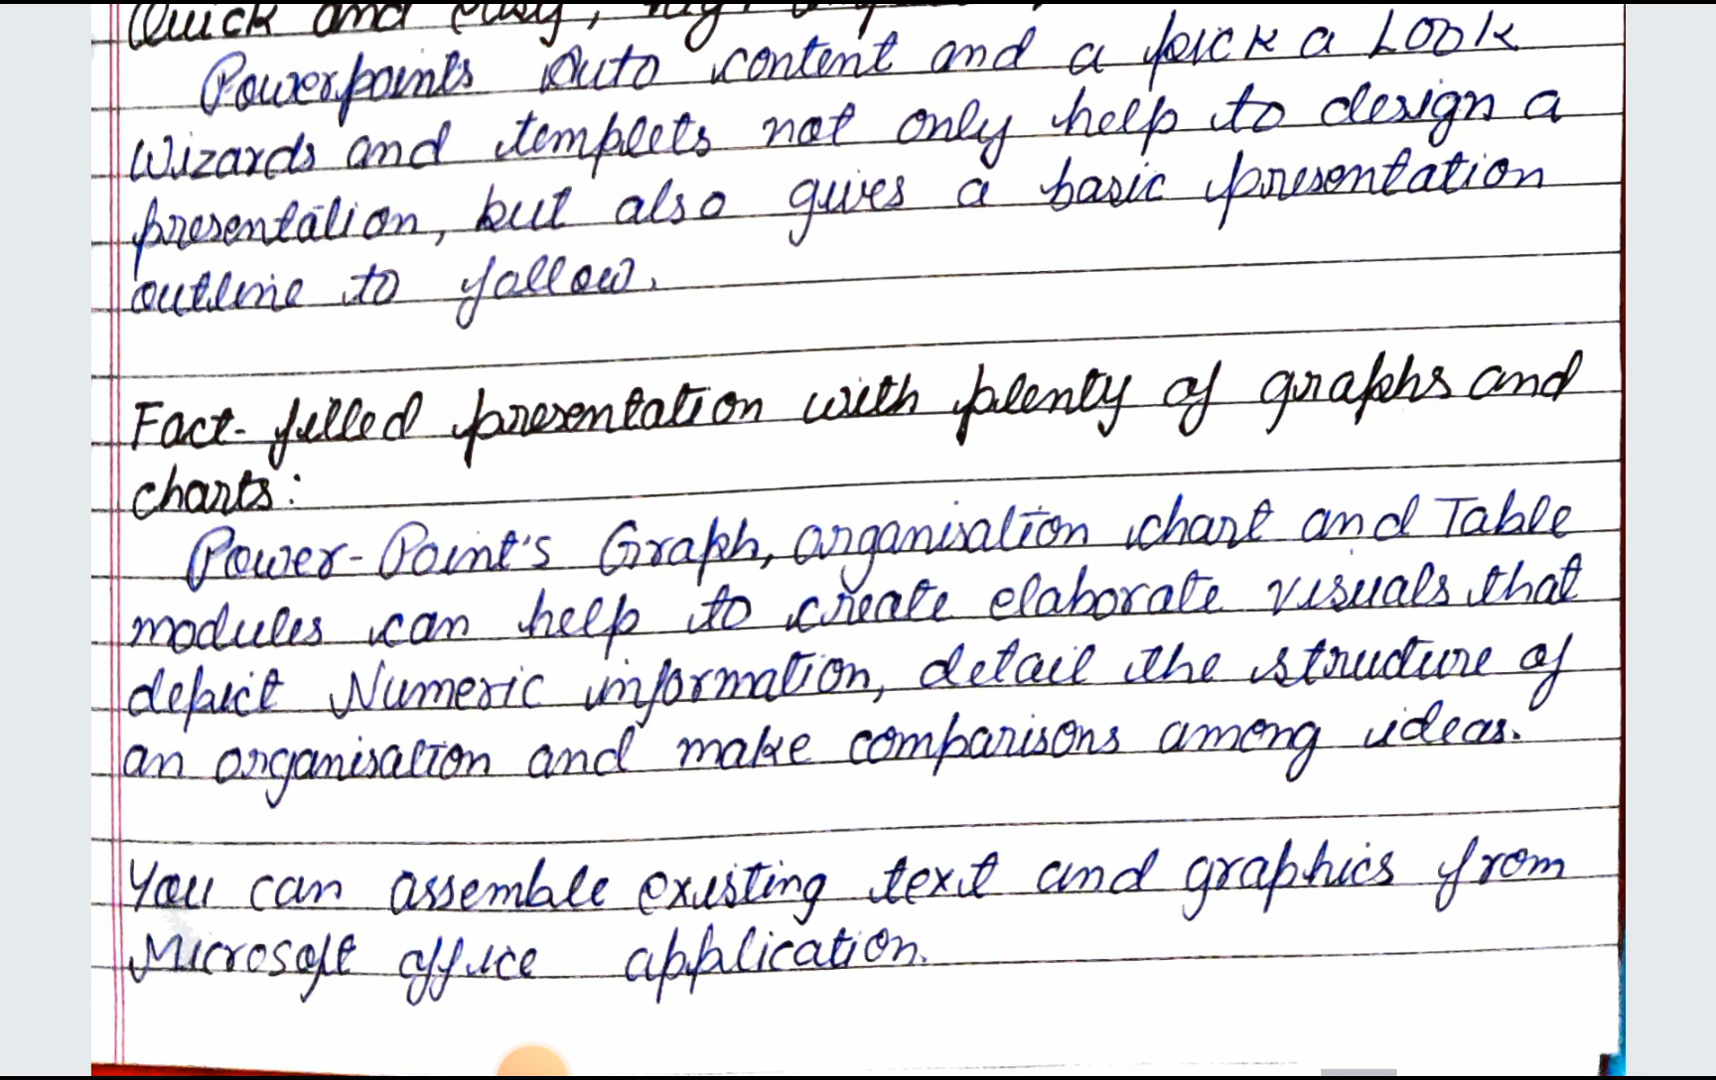 Quick and easy,
Powerpoints Auto content and a pick a Look
Wizards and templets not only help to design a
presentation, but also gives a basic presentation
outline to follow.
Fact-filled presentation with plenty of graphs and
charts:
Power-Point's Graph, organisation chart and Table
modules can help to create elaborate visuals that
depict Numeric information, detail the structure of
an organisation and make comparisons among ideas.
You can assemble existing text and graphics from
Microsoft office application.